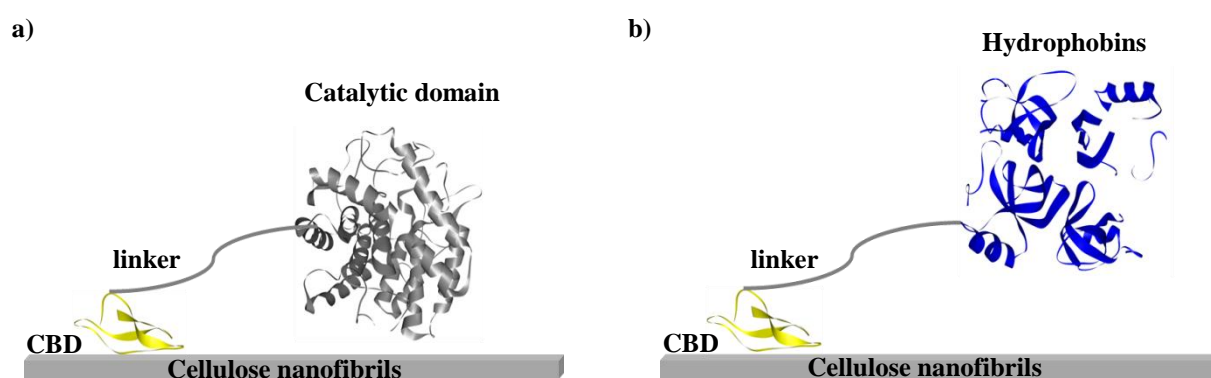 a)
Catalytic domain
linker
CBD
Cellulose nanofibrils
b)
Hydrophobins
linker
CBD
Cellulose nanofibrils